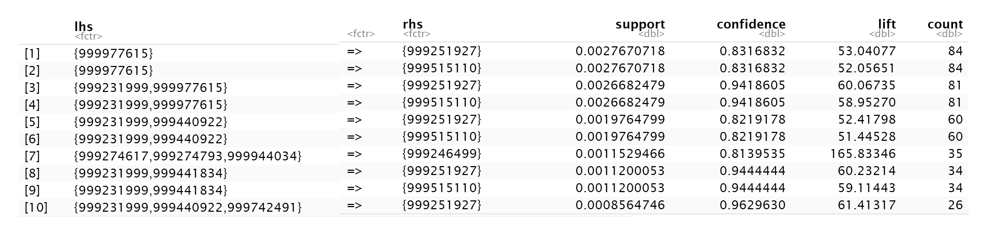 lhs rhs support confidence lift count
<fctr> <fctr> <fctr> <dbl> <dbl> <dbl> <dbl>
[1] {999977615} => {999251927} 0.0027670718 0.8316832 53.04077 84
[2] {999977615} => {999515110} 0.0027670718 0.8316832 52.05651 84
[3] {999231999,999977615} => {999251927} 0.0026682479 0.9418605 60.06735 81
[4] {999231999,999977615} => {999515110} 0.0026682479 0.9418605 58.95270 81
[5] {999231999,999440922} => {999251927} 0.0019764799 0.8219178 52.41798 60
[6] {999231999,999440922} => {999515110} 0.0019764799 0.8219178 51.44528 60
[7] {999274617,999274793,999944034} => {999246499} 0.0011529466 0.8139535 165.83346 35
[8] {999231999,999441834} => {999251927} 0.0011200053 0.9444444 60.23214 34
[9] {999231999,999441834} => {999515110} 0.0011200053 0.9444444 59.11443 34
[10] {999231999,999440922,999742491} => {999251927} 0.0008564746 0.9629630 61.41317 26